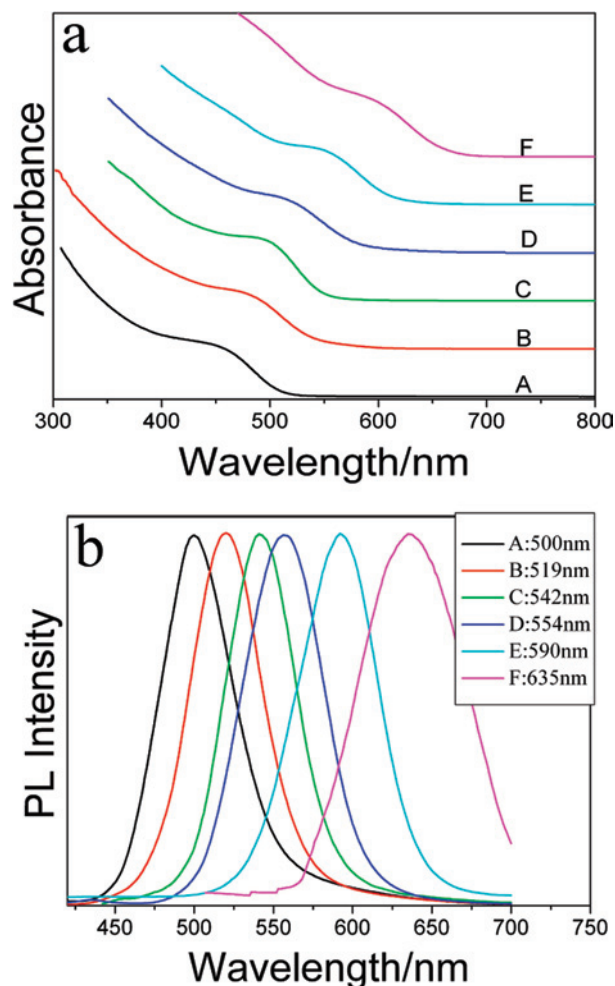 a
Absorbance
F
E
D
C
B
A
300 400 500 600 700 800
Wavelength/nm
b
PL Intensity
A:500nm
B:519nm
C:542nm
D:554nm
E:590nm
F:635nm
450 500 550 600 650 700 750
Wavelength/nm